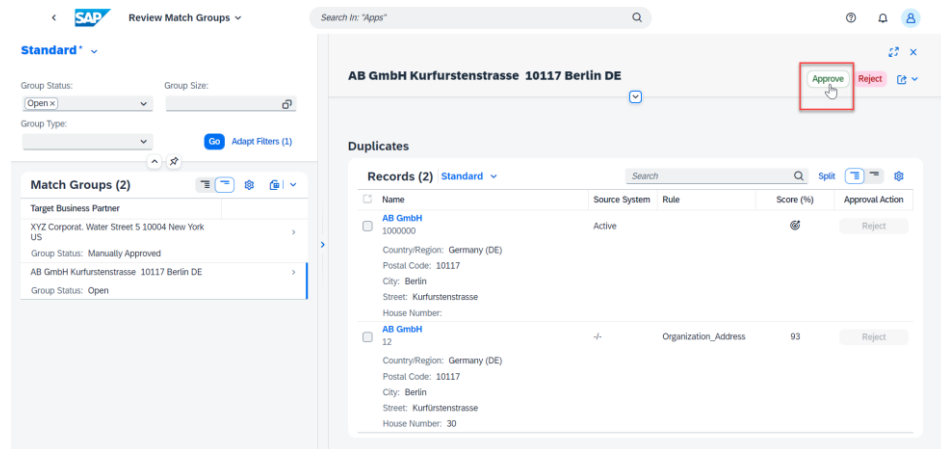 SAP
Review Match Groups
Search In: "Apps"
Standard*
Group Status:
Group Size:
Open ×
Group Type:
Go
Adapt Filters (1)
Match Groups (2)
Target Business Partner
XYZ Corporat. Water Street 5 10004 New York
US
Group Status: Manually Approved
AB GmbH Kurfurstenstrasse 10117 Berlin DE
Group Status: Open
AB GmbH Kurfurstenstrasse 10117 Berlin DE
Approve
Reject
Duplicates
Records (2)
Standard
Search
Split
Name
Source System
Rule
Score (%)
Approval Action
AB GmbH
1000000
Active
Reject
Country/Region: Germany (DE)
Postal Code: 10117
City: Berlin
Street: Kurfurstenstrasse
House Number:
AB GmbH
12
-/-
Organization_Address
93
Reject
Country/Region: Germany (DE)
Postal Code: 10117
City: Berlin
Street: Kurfürstenstrasse
House Number: 30